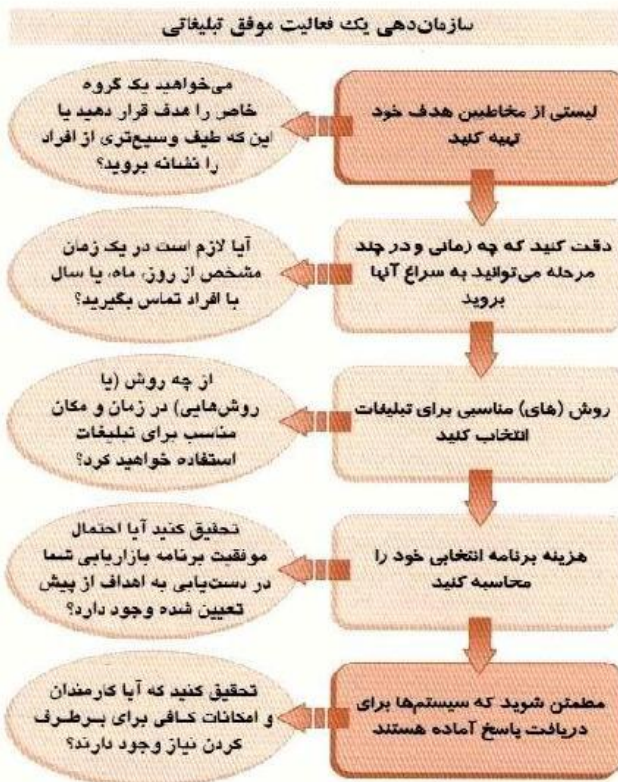 سازمان‌دهی یک فعالیت موفق تبلیغاتی
لیستی از مخاطبین هدف خود
تهیه کنید
می‌خواهید یک گروه
خاص را هدف قرار دهید یا
این که طیف وسیع‌تری از افراد
را نشانه بروید؟
دقت کنید که چه زمانی و در چند
مرحله می‌توانید به سراغ آنها
بروید
آیا لازم است در یک زمان
مشخص از روز، ماه، یا سال
با افراد تماس بگیرید؟
روش (های) مناسبی برای تبلیغات
انتخاب کنید
از چه روش (یا
روش‌هایی) در زمان و مکان
مناسب برای تبلیغات
استفاده خواهید کرد؟
هزینه برنامه انتخابی خود را
محاسبه کنید
تحقیق کنید آیا احتمال
موفقیت برنامه بازاریابی شما
در دست‌یابی به اهداف از پیش
تعیین شده وجود دارد؟
مطمئن شوید که سیستم‌ها برای
دریافت پاسخ آماده هستند
تحقیق کنید که آیا کارمندان
و امکانات کافی برای برطرف
کردن نیاز وجود دارند؟